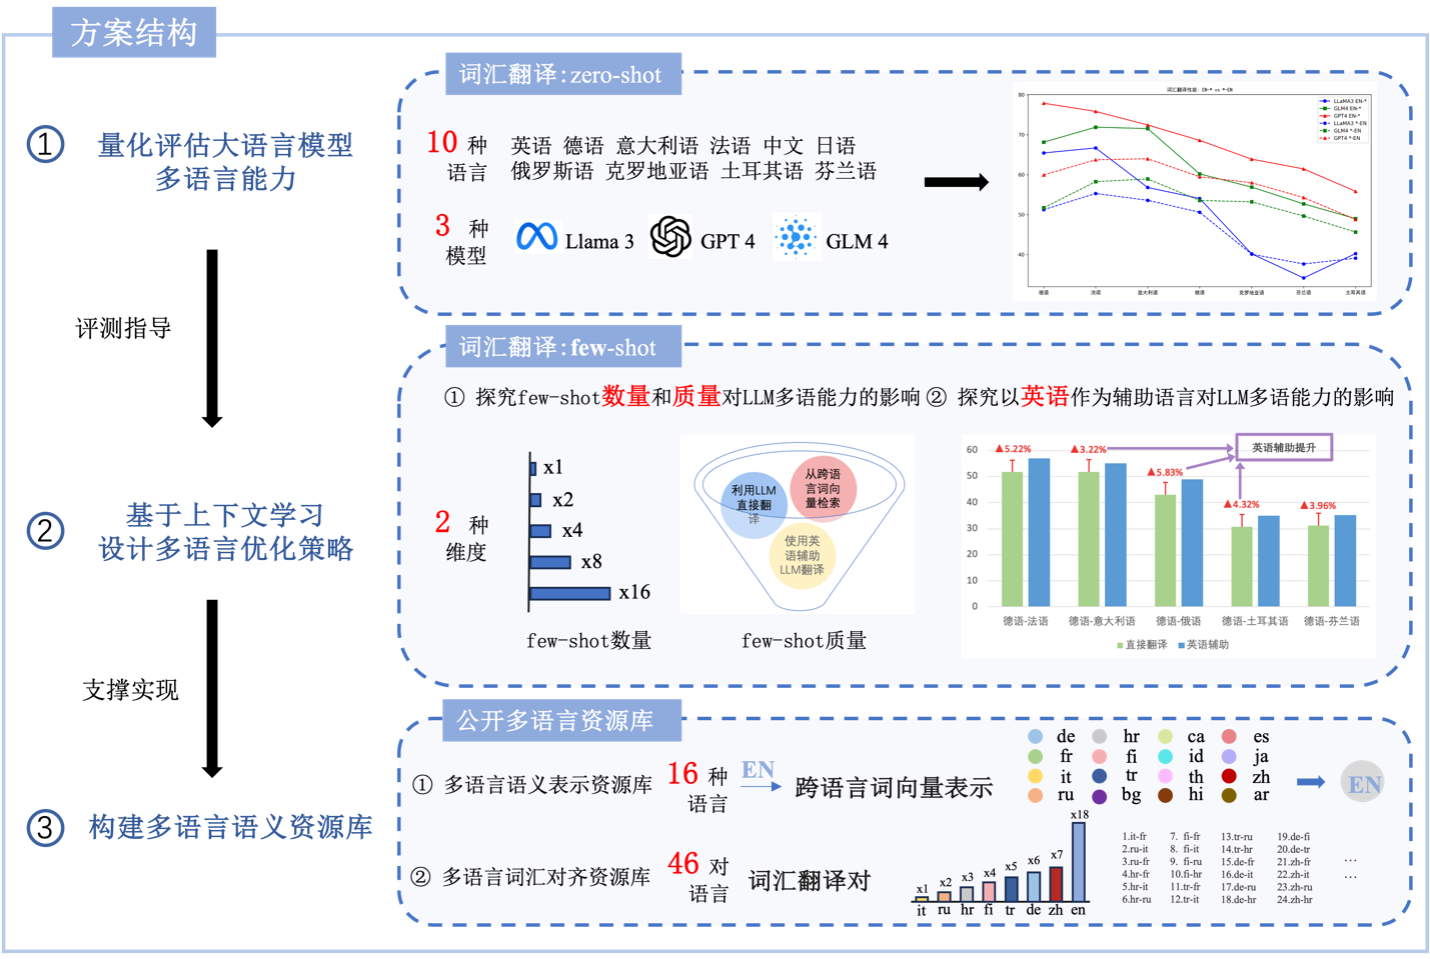 方案结构
① 量化评估大语言模型
多语言能力
评测指导
② 基于上下文学习
设计多语言优化策略
支撑实现
③ 构建多语言语义资源库
词汇翻译:zero-shot
10 种
语言
英语 德语 意大利语 法语 中文 日语
俄罗斯语 克罗地亚语 土耳其语 芬兰语
3 种
模型
Llama 3 GPT 4 GLM 4
词汇翻译性能: EN-* vs *-EN
LLaMA3 EN-*
GLM4 EN-*
GPT4 EN-*
LLaMA3 *-EN
GLM4 *-EN
GPT4 *-EN
80
70
60
50
40
德语 法语 意大利语 俄语 克罗地亚语 芬兰语 土耳其语
词汇翻译:few-shot
① 探究few-shot数量和质量对LLM多语能力的影响
② 探究以英语作为辅助语言对LLM多语能力的影响
2 种
维度
x1
x2
x4
x8
x16
few-shot数量
利用LLM
直接翻
译
从跨语
言词向
量检索
使用英
语辅助
LLM翻译
few-shot质量
60
50
40
30
20
10
0
▲5.22%
▲3.22%
▲5.83%
▲4.32%
▲3.96%
英语辅助提升
德语-法语 德语-意大利语 德语-俄语 德语-土耳其语 德语-芬兰语
直接翻译 英语辅助
公开多语言资源库
① 多语言语义表示资源库
16 种
语言
EN
跨语言词向量表示
de hr ca es
fr fi id ja
it tr th zh
ru bg hi ar
EN
② 多语言词汇对齐资源库
46 对
语言
词汇翻译对
x1 x2 x3 x4 x5 x6 x7 x18
it ru hr fi tr de zh en
1.it-fr 7. fi-fr 13.tr-ru 19.de-fi
2.ru-it 8. fi-it 14.tr-hr 20.de-tr
3.ru-fr 9. fi-ru 15.de-fr 21.zh-fr …
4.hr-fr 10.fi-hr 16.de-it 22.zh-it
5.hr-it 11.tr-fr 17.de-ru 23.zh-ru …
6.hr-ru 12.tr-it 18.de-hr 24.zh-hr